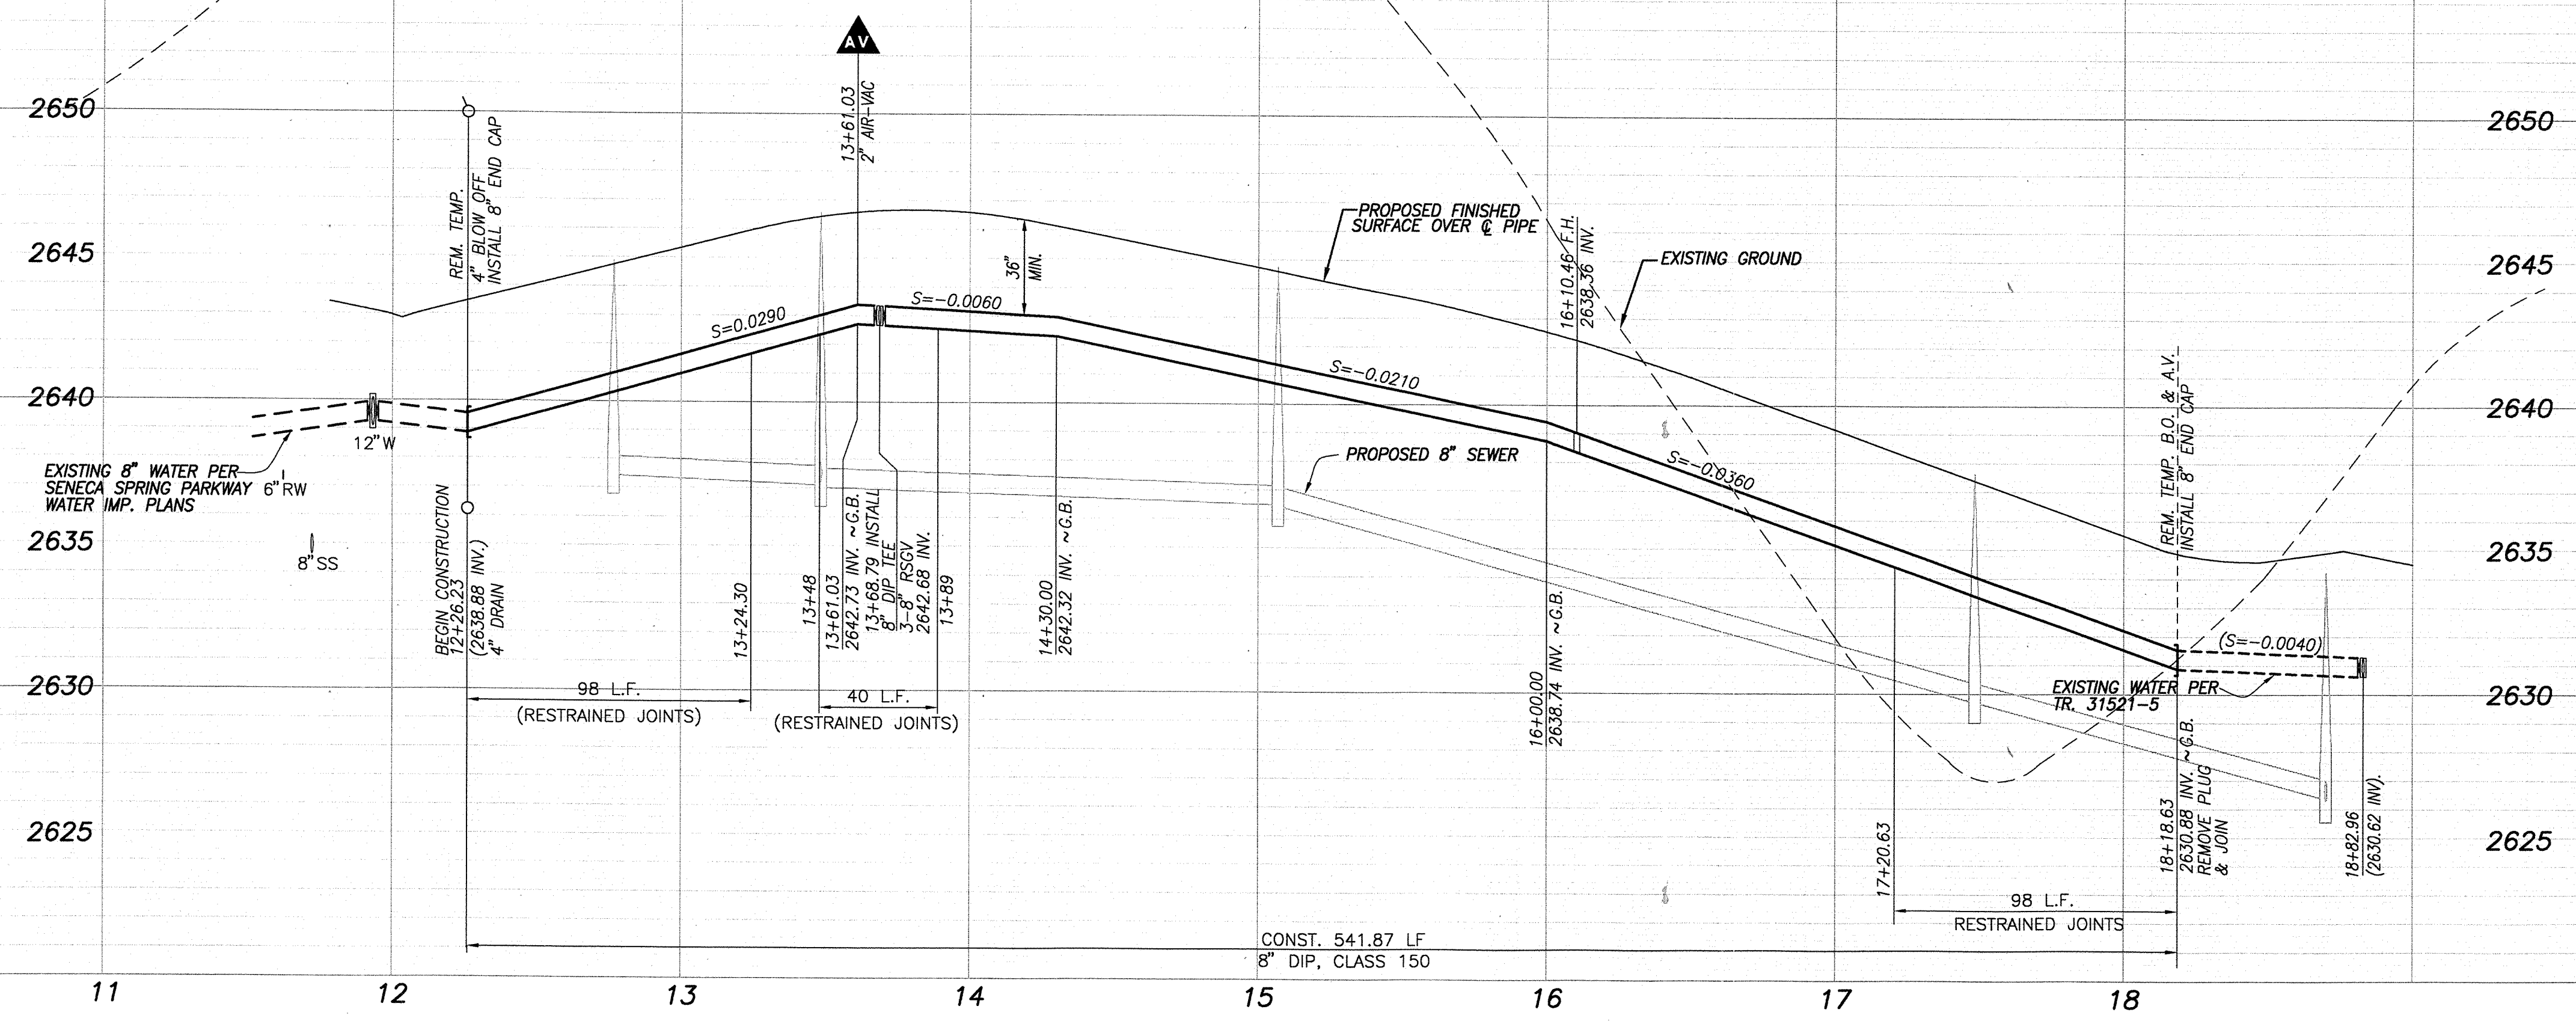 AV
13+61.03
2" AIR-VAC
2650
2650
REM. TEMP.
4" BLOW OFF
INSTALL 8" END CAP
PROPOSED FINISHED
SURFACE OVER ℄ PIPE
16+10.46 F.H.
2638.36 INV.
EXISTING GROUND
2645
2645
36"
MIN.
S=0.0290
S=-0.0060
S=-0.0210
S=-0.0360
2640
2640
12"W
EXISTING 8" WATER PER
SENECA SPRING PARKWAY
WATER IMP. PLANS
6"RW
8"SS
PROPOSED 8" SEWER
REM. TEMP. B.O. & A.V.
INSTALL 8" END CAP
2635
2635
BEGIN CONSTRUCTION
12+26.23
(2638.88 INV.)
4" DRAIN
13+24.30
13+48
13+61.03
2642.73 INV. ~G.B.
13+68.79 INSTALL
8" DIP TEE
3-8" RSGV
2642.68 INV.
13+89
14+30.00
2642.32 INV. ~G.B.
16+00.00
2638.74 INV. ~G.B.
(S=-0.0040)
EXISTING WATER PER
TR. 31521-5
2630
2630
98 L.F.
(RESTRAINED JOINTS)
40 L.F.
(RESTRAINED JOINTS)
17+20.63
18+18.63
2630.88 INV. ~G.B.
REMOVE PLUG
& JOIN
18+82.96
(2630.62 INV).
2625
2625
98 L.F.
RESTRAINED JOINTS
CONST. 541.87 LF
8" DIP, CLASS 150
11
12
13
14
15
16
17
18